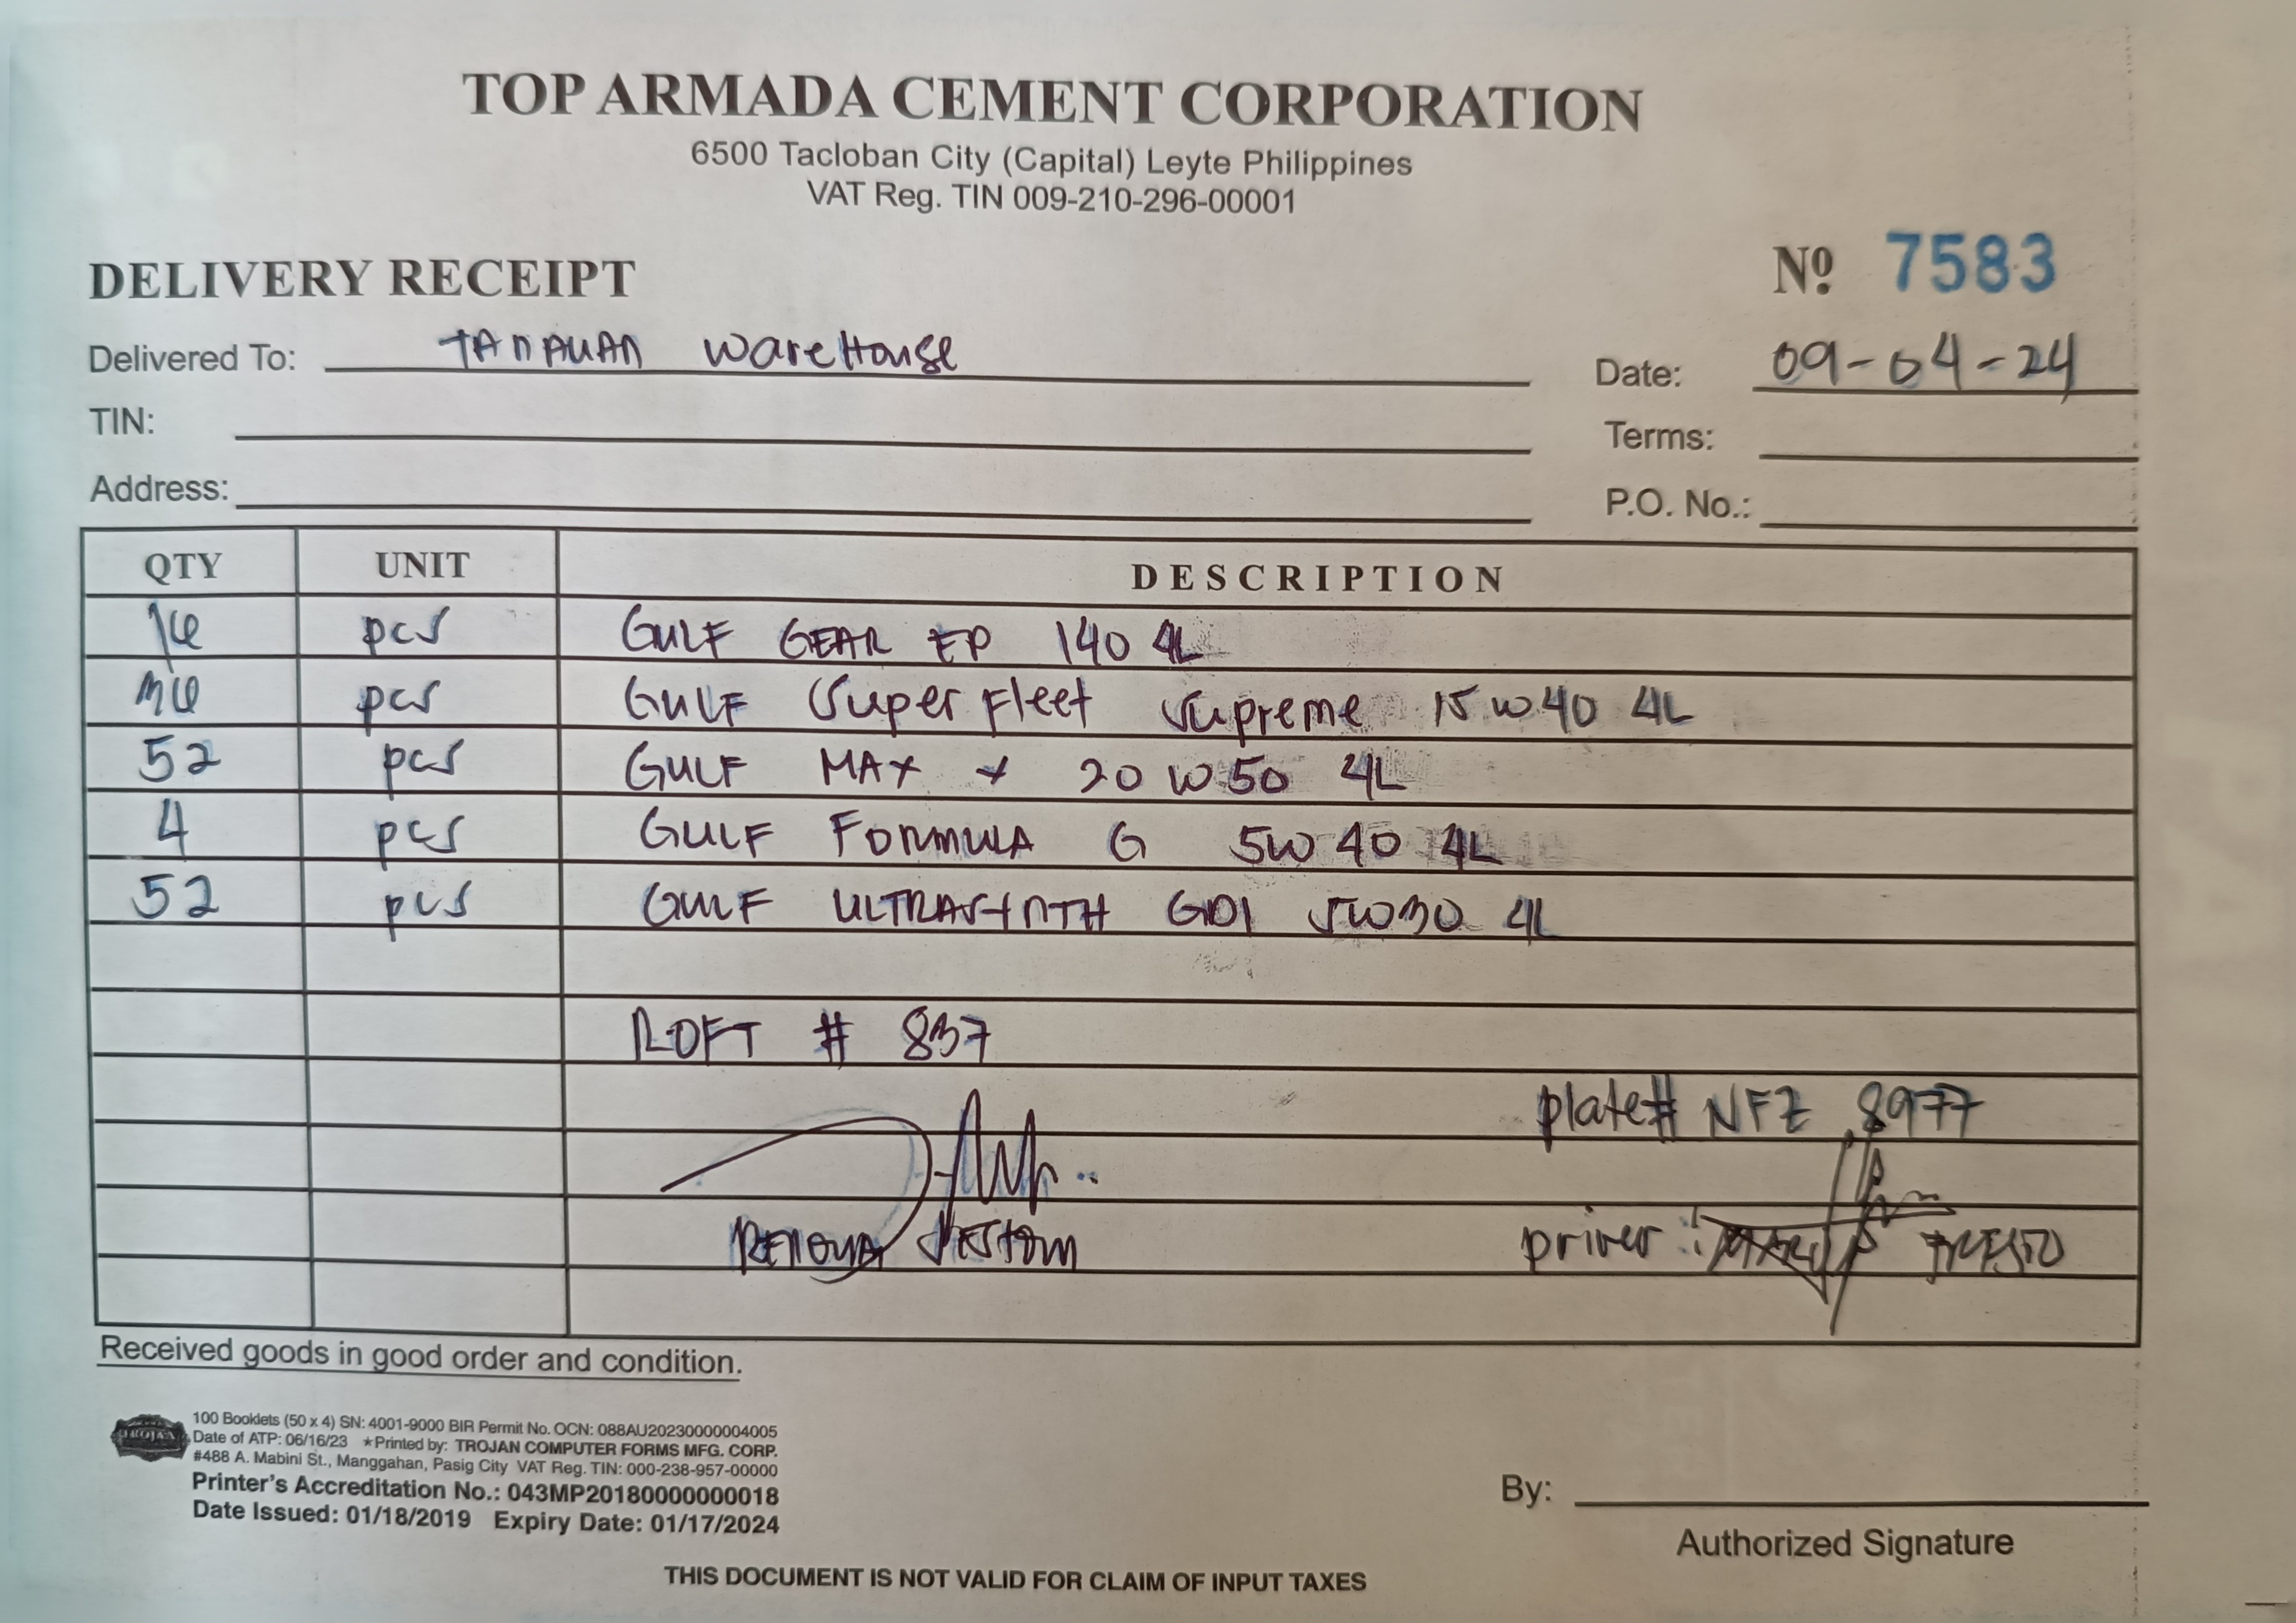 TOP ARMADA CEMENT CORPORATION
6500 Tacloban City (Capital) Leyte Philippines
VAT Reg. TIN 009-210-296-00001
DELIVERY RECEIPT
Nº 7583
Delivered To: TANAUAN WareHouse
Date: 09-04-24
TIN:
Terms:
Address:
P.O. No.:
QTY UNIT DESCRIPTION
16 pcs GULF GEAR EP 140 4L
36 pcs GULF Super Fleet Supreme 15W40 4L
52 pcs GULF MAX + 20W50 4L
4 pcs GULF FORMULA G 5W40 4L
52 pcs GULF ULTRASYNTH GDI 5W30 4L
ROFT # 837
plate# NFZ 8977
driver:
Received goods in good order and condition.
TROJAN
100 Booklets (50 x 4) SN: 4001-9000 BIR Permit No. OCN: 088AU20230000004005
Date of ATP: 06/16/23 ★Printed by: TROJAN COMPUTER FORMS MFG. CORP.
#488 A. Mabini St., Manggahan, Pasig City VAT Reg. TIN: 000-238-957-00000
Printer's Accreditation No.: 043MP20180000000018
Date Issued: 01/18/2019 Expiry Date: 01/17/2024
By:
Authorized Signature
THIS DOCUMENT IS NOT VALID FOR CLAIM OF INPUT TAXES